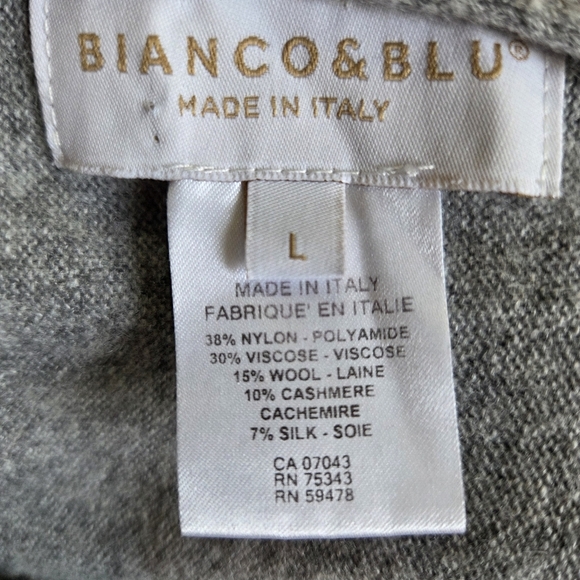 BIANCO&BLU®
MADE IN ITALY
L
MADE IN ITALY
FABRIQUE' EN ITALIE
38% NYLON - POLYAMIDE
30% VISCOSE - VISCOSE
15% WOOL - LAINE
10% CASHMERE
CACHEMIRE
7% SILK - SOIE
CA 07043
RN 75343
RN 59478